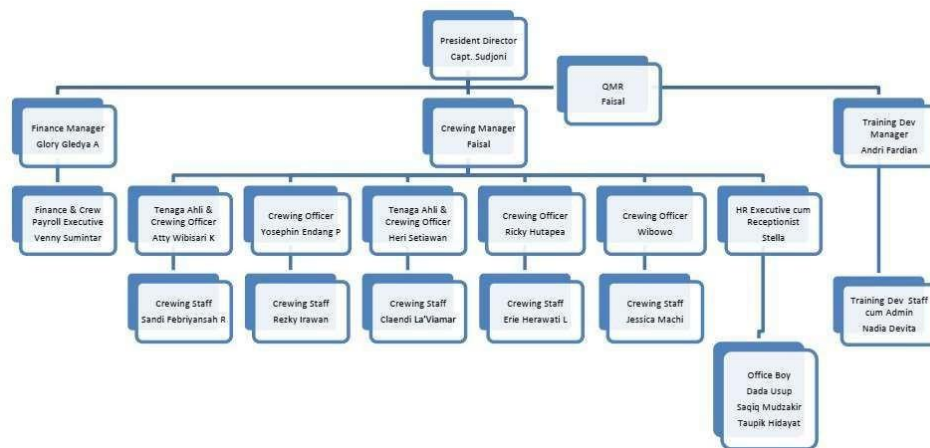 President Director
Capt. Sudjoni
QMR
Faisal
Finance Manager
Glory Gledya A
Crewing Manager
Faisal
Training Dev
Manager
Andri Fardian
Finance & Crew
Payroll Executive
Venny Sumintar
Tenaga Ahli &
Crewing Officer
Atty Wibisari K
Crewing Officer
Yosephin Endang P
Tenaga Ahli &
Crewing Officer
Heri Setiawan
Crewing Officer
Ricky Hutapea
Crewing Officer
Wibowo
HR Executive cum
Receptionist
Stella
Crewing Staff
Sandi Febriyansah R
Crewing Staff
Rezky Irawan
Crewing Staff
Claendi La'Viamar
Crewing Staff
Erie Herawati L
Crewing Staff
Jessica Machi
Training Dev Staff
cum Admin
Nadia Devita
Office Boy
Dada Usup
Saqiq Mudzakir
Taupik Hidayat